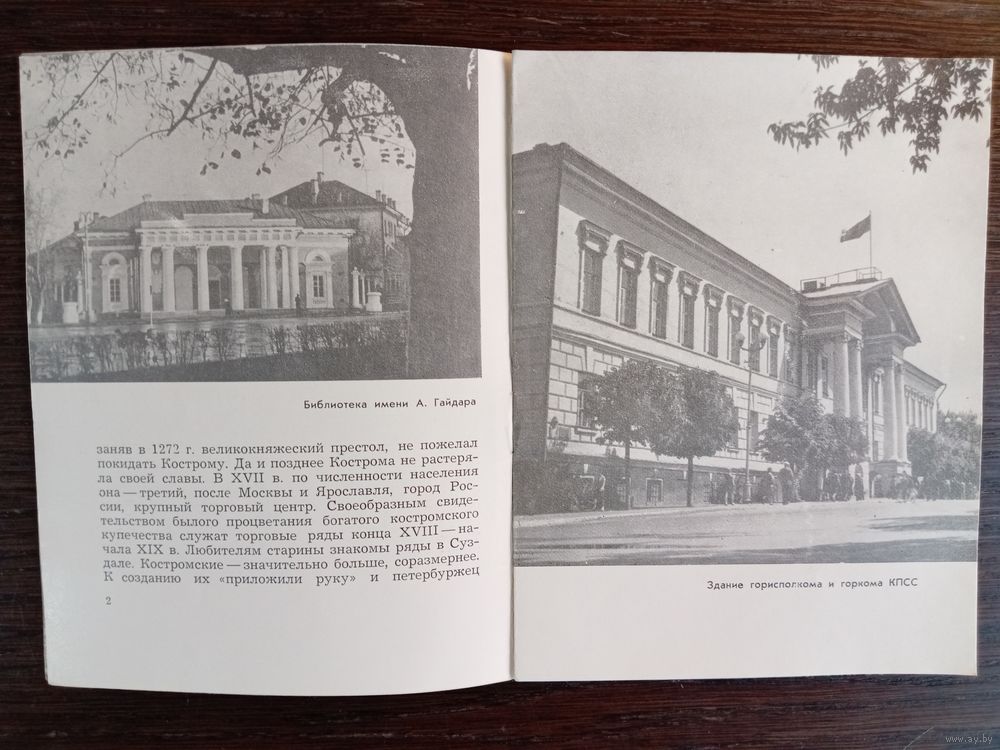 Библиотека имени А. Гайдара
заняв в 1272 г. великокняжеский престол, не пожелал
покидать Кострому. Да и позднее Кострома не растеря-
ла своей славы. В XVII в. по численности населения
она — третий, после Москвы и Ярославля, город Рос-
сии, крупный торговый центр. Своеобразным свиде-
тельством былого процветания богатого костромского
купечества служат торговые ряды конца XVIII — на-
чала XIX в. Любителям старины знакомы ряды в Суз-
дале. Костромские — значительно больше, соразмернее.
К созданию их «приложили руку» и петербуржец
2
Здание горисполкома и горкома КПСС
www.ay.by